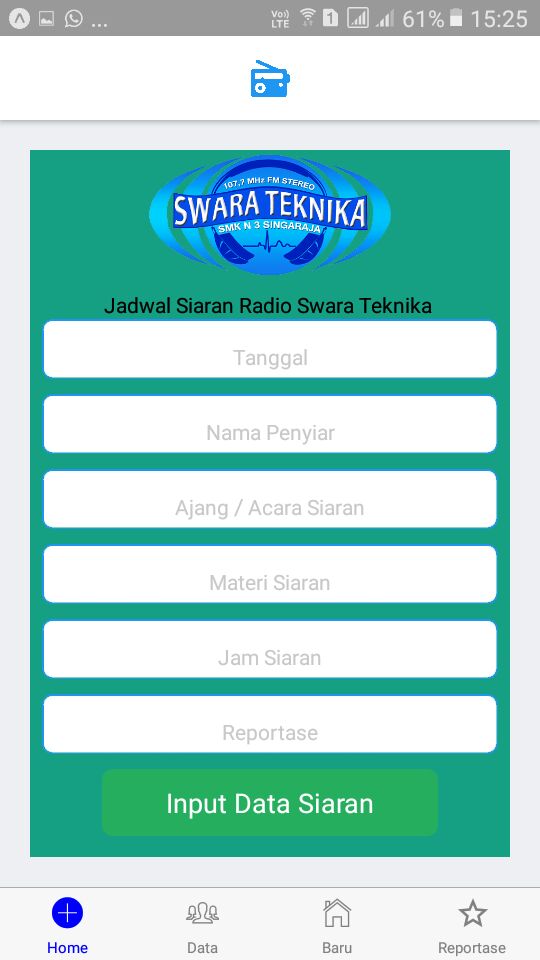 ... Vo)) LTE 1 61% 15:25
107,7 MHz FM STEREO
SWARA TEKNIKA
SMK N 3 SINGARAJA
Jadwal Siaran Radio Swara Teknika
Tanggal
Nama Penyiar
Ajang / Acara Siaran
Materi Siaran
Jam Siaran
Reportase
Input Data Siaran
Home Data Baru Reportase